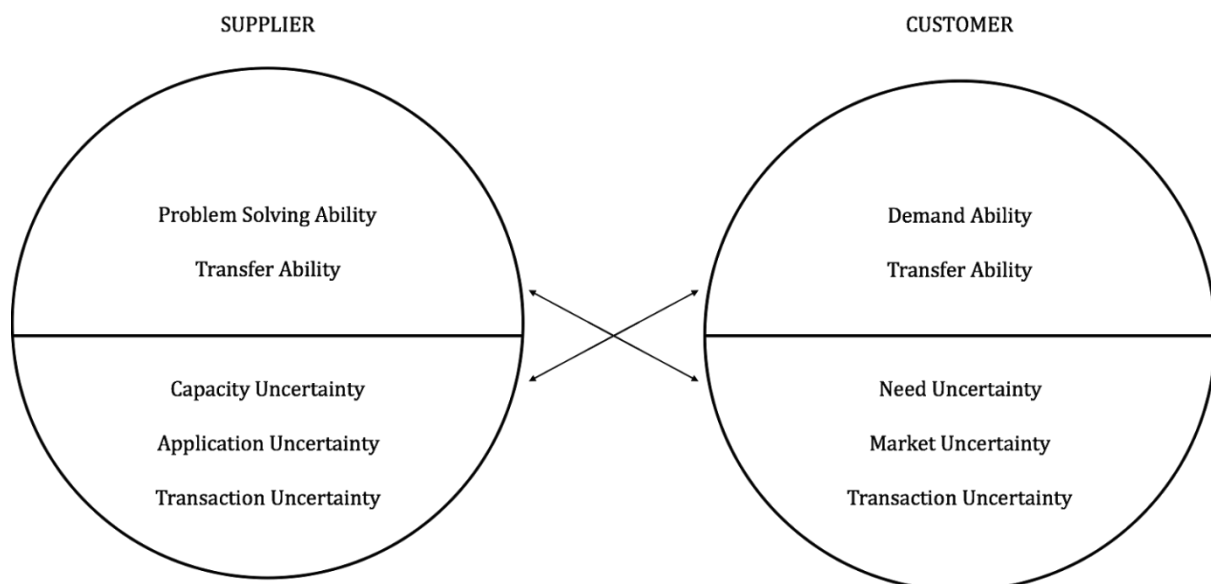 SUPPLIER
CUSTOMER
Problem Solving Ability
Transfer Ability
Demand Ability
Transfer Ability
Capacity Uncertainty
Application Uncertainty
Transaction Uncertainty
Need Uncertainty
Market Uncertainty
Transaction Uncertainty